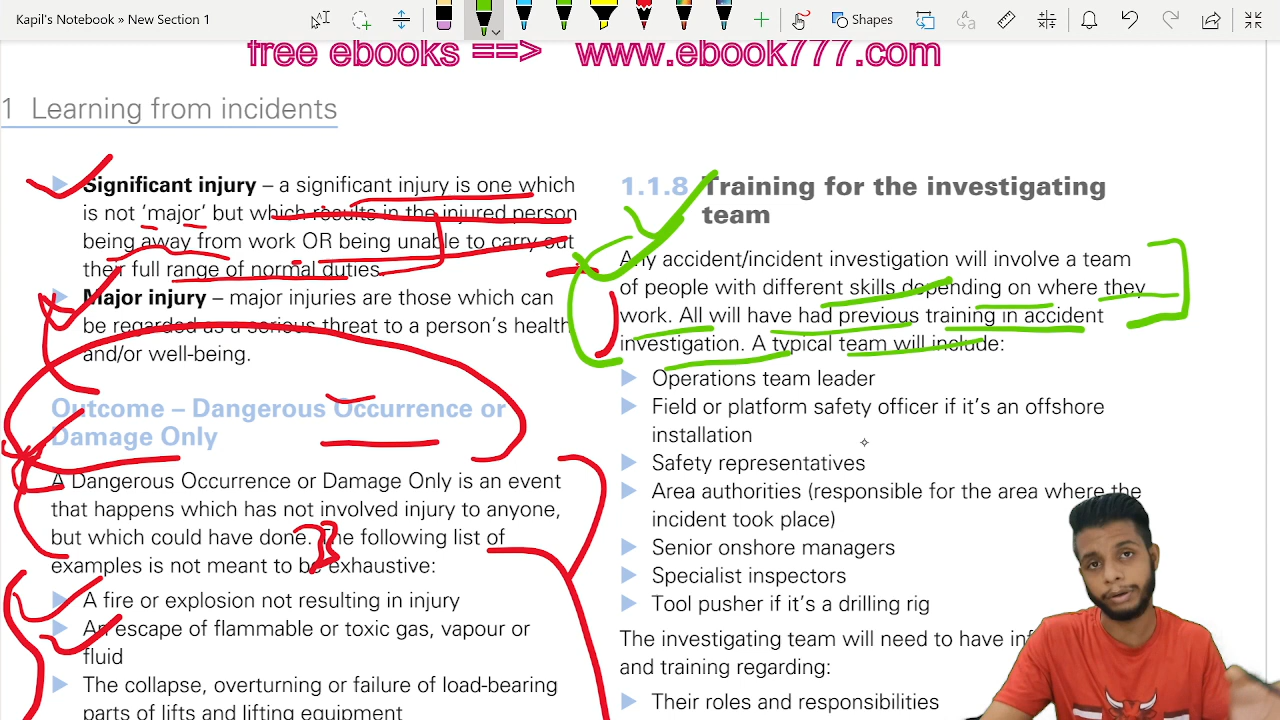 Kapil's Notebook » New Section 1
Shapes
free ebooks ==> www.ebook777.com
1 Learning from incidents
Significant injury – a significant injury is one which
is not ‘major’ but which results in the injured person
being away from work OR being unable to carry out
their full range of normal duties.
Major injury – major injuries are those which can
be regarded as a serious threat to a person’s health
and/or well-being.
Outcome – Dangerous Occurrence or
Damage Only
A Dangerous Occurrence or Damage Only is an event
that happens which has not involved injury to anyone,
but which could have done. The following list of
examples is not meant to be exhaustive:
A fire or explosion not resulting in injury
An escape of flammable or toxic gas, vapour or
fluid
The collapse, overturning or failure of load-bearing
parts of lifts and lifting equipment
1.1.8 Training for the investigating
team
Any accident/incident investigation will involve a team
of people with different skills depending on where they
work. All will have had previous training in accident
investigation. A typical team will include:
Operations team leader
Field or platform safety officer if it’s an offshore
installation
Safety representatives
Area authorities (responsible for the area where the
incident took place)
Senior onshore managers
Specialist inspectors
Tool pusher if it’s a drilling rig
The investigating team will need to have
and training regarding:
Their roles and responsibilities